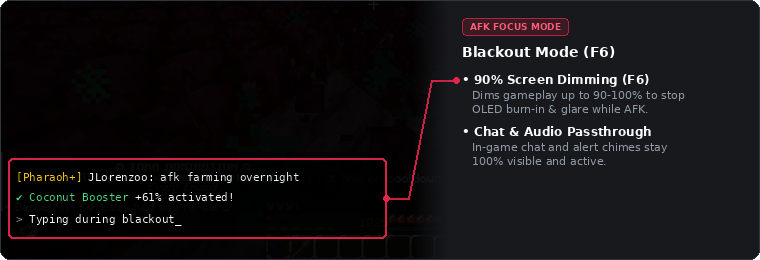 AFK FOCUS MODE
Blackout Mode (F6)
• 90% Screen Dimming (F6)
Dims gameplay up to 90-100% to stop
OLED burn-in & glare while AFK.
• Chat & Audio Passthrough
In-game chat and alert chimes stay
100% visible and active.
[Pharaoh+] JLorenzoo: afk farming overnight
✔ Coconut Booster +61% activated!
> Typing during blackout_